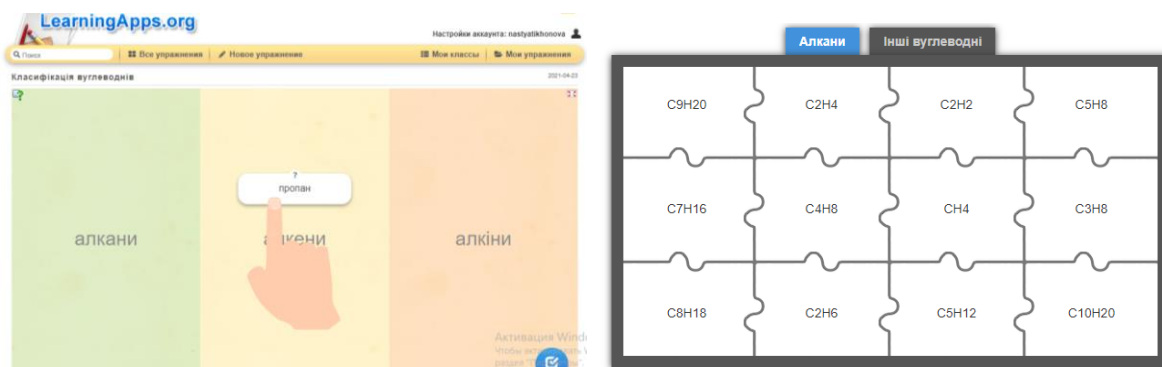 LearningApps.org
Настройки аккаунта: nastyatikhonova
Поиск
Все упражнения
Новое упражнение
Мои классы
Мои упражнения
Класифікація вуглеводнів
2021-04-23
?
пропан
алкани
алкіни
Активация Wind
Алкани
Інші вуглеводні
C9H20 C2H4 C2H2 C5H8
C7H16 C4H8 CH4 C3H8
C8H18 C2H6 C5H12 C10H20